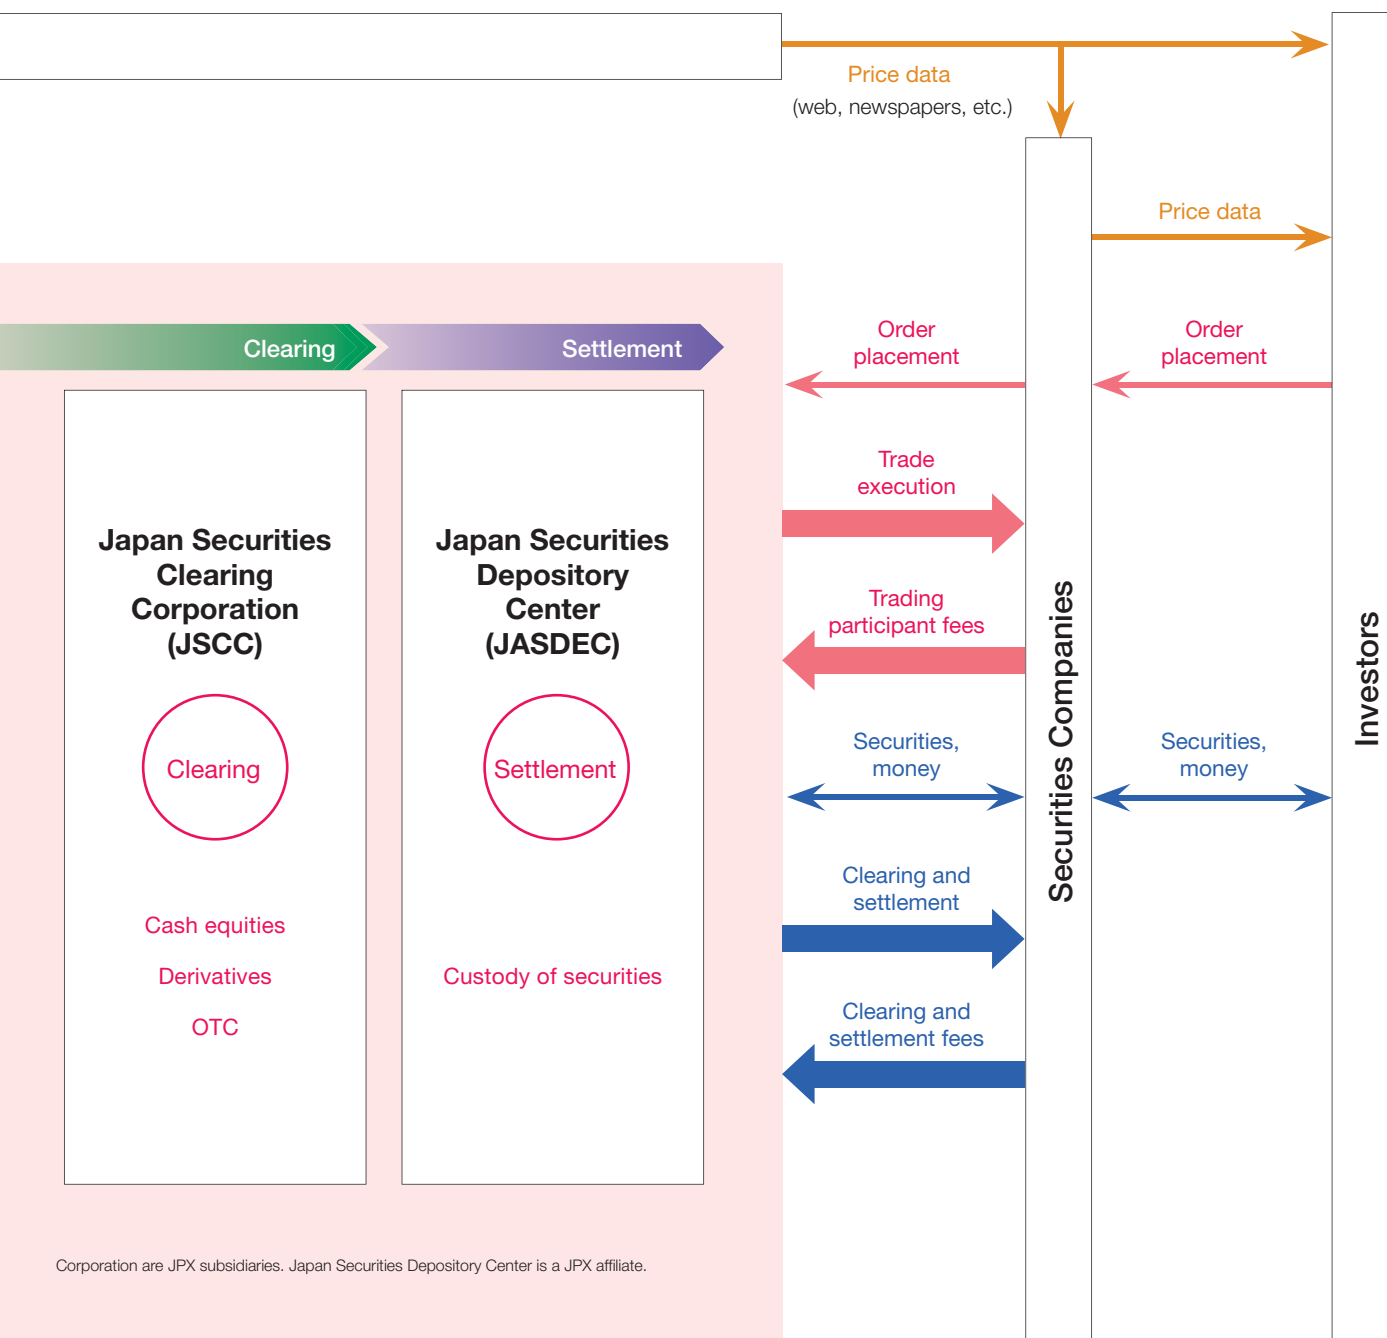 Price data
(web, newspapers, etc.)
Price data
Clearing
Settlement
Order
placement
Order
placement
Japan Securities
Clearing
Corporation
(JSCC)
Clearing
Cash equities
Derivatives
OTC
Japan Securities
Depository
Center
(JASDEC)
Settlement
Custody of securities
Trade
execution
Trading
participant fees
Securities,
money
Clearing and
settlement
Clearing and
settlement fees
Securities Companies
Securities,
money
Investors
Corporation are JPX subsidiaries. Japan Securities Depository Center is a JPX affiliate.